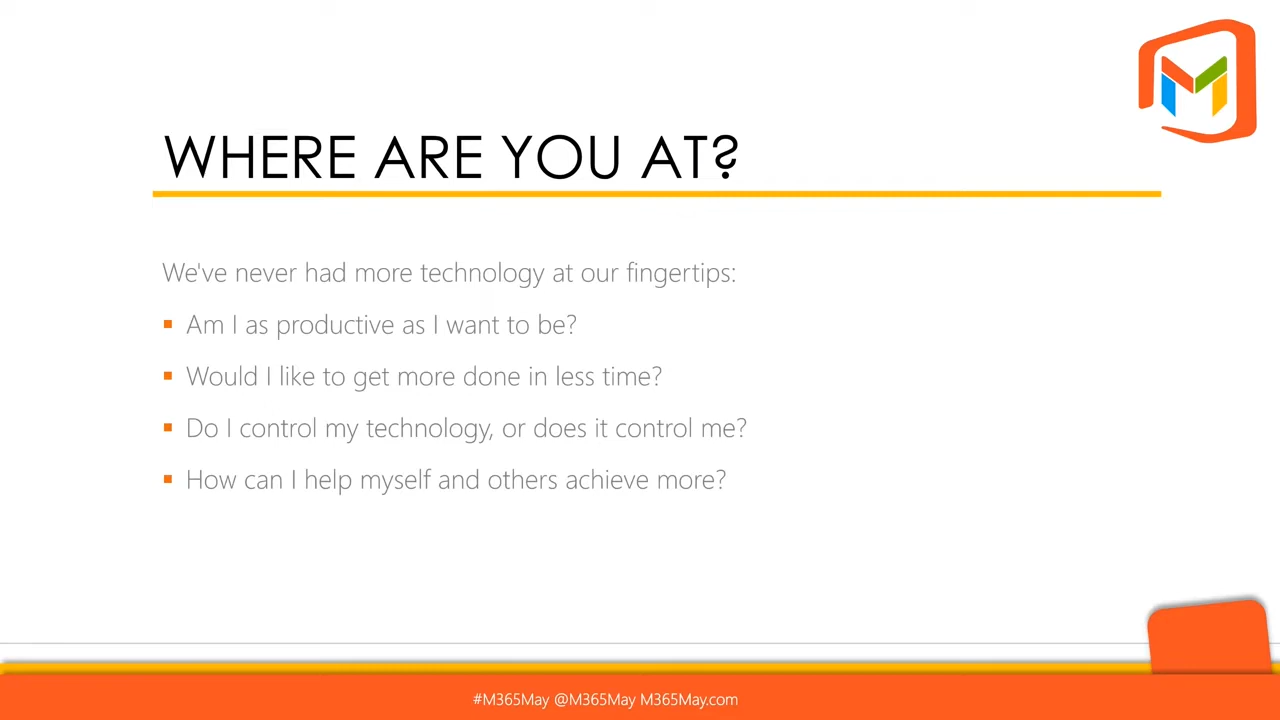 WHERE ARE YOU AT?
We've never had more technology at our fingertips:
Am I as productive as I want to be?
Would I like to get more done in less time?
Do I control my technology, or does it control me?
How can I help myself and others achieve more?
#M365May @M365May M365May.com